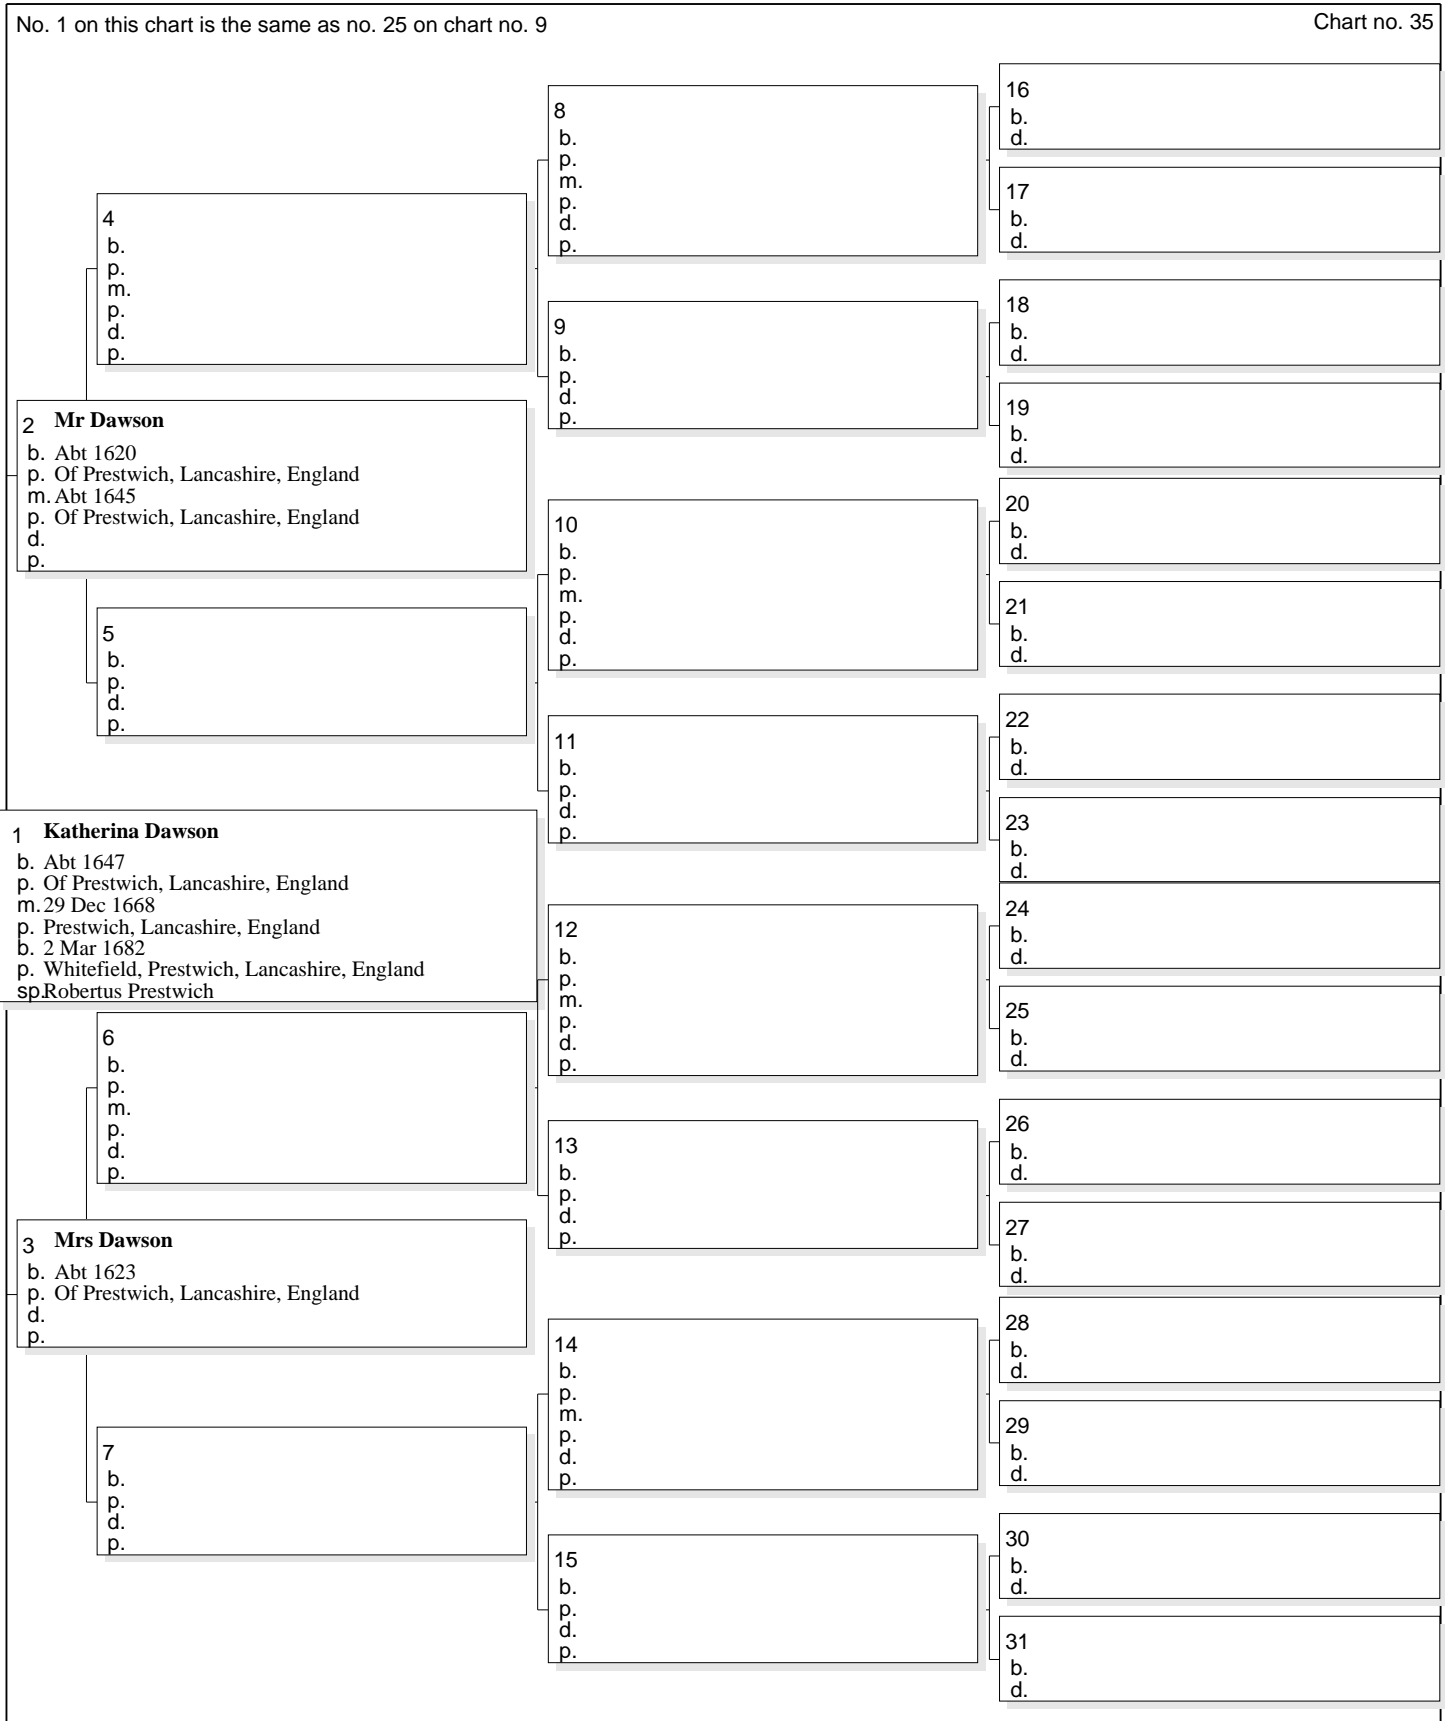 No. 1 on this chart is the same as no. 25 on chart no. 9
Chart no. 35
16
b.
d.
8
b.
p.
m.
p.
d.
p.
17
b.
d.
4
b.
p.
m.
p.
d.
p.
18
b.
d.
9
b.
p.
d.
p.
19
b.
d.
2 Mr Dawson
b. Abt 1620
p. Of Prestwich, Lancashire, England
m. Abt 1645
p. Of Prestwich, Lancashire, England
d.
p.
20
b.
d.
10
b.
p.
m.
p.
d.
p.
21
b.
d.
5
b.
p.
d.
p.
22
b.
d.
11
b.
p.
d.
p.
23
b.
d.
1 Katherina Dawson
b. Abt 1647
p. Of Prestwich, Lancashire, England
m. 29 Dec 1668
p. Prestwich, Lancashire, England
b. 2 Mar 1682
p. Whitefield, Prestwich, Lancashire, England
sp. Robertus Prestwich
24
b.
d.
12
b.
p.
m.
p.
d.
p.
25
b.
d.
6
b.
p.
m.
p.
d.
p.
26
b.
d.
13
b.
p.
d.
p.
27
b.
d.
3 Mrs Dawson
b. Abt 1623
p. Of Prestwich, Lancashire, England
d.
p.
28
b.
d.
14
b.
p.
m.
p.
d.
p.
29
b.
d.
7
b.
p.
d.
p.
30
b.
d.
15
b.
p.
d.
p.
31
b.
d.